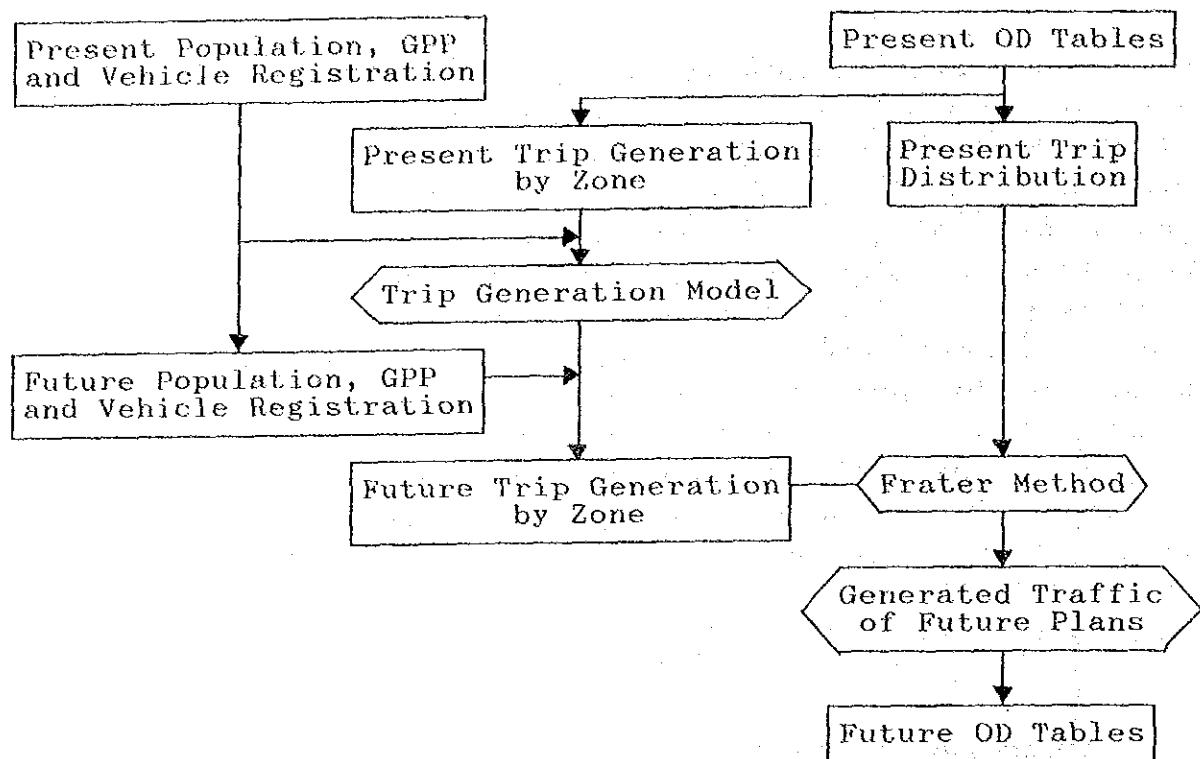 Present Population, GPP
and Vehicle Registration
Present OD Tables
Present Trip Generation
by Zone
Present Trip
Distribution
Trip Generation Model
Future Population, GPP
and Vehicle Registration
Future Trip Generation
by Zone
Frater Method
Generated Traffic
of Future Plans
Future OD Tables